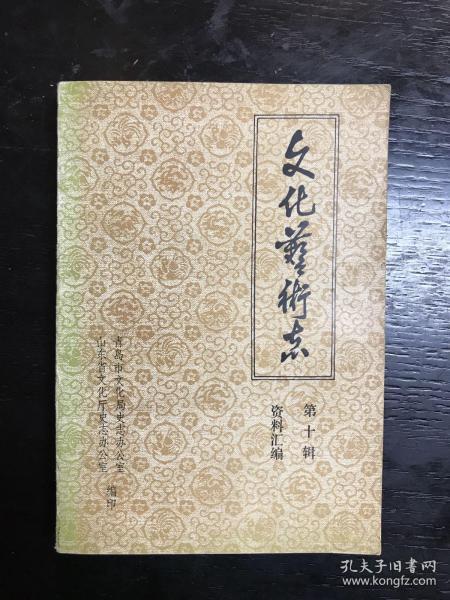 文化藝術志
第十辑
资料汇编
青岛市文化局史志办公室
山东省文化厅史志办公室
编印
孔夫子旧书网
www.kongfz.com